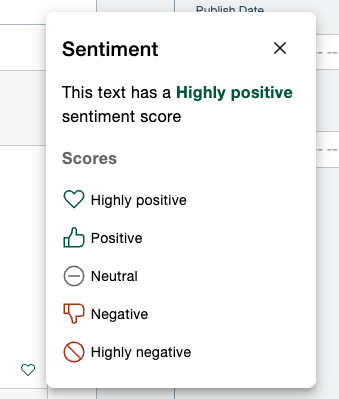 Publish Date
Sentiment
This text has a Highly positive
sentiment score
Scores
Highly positive
Positive
Neutral
Negative
Highly negative